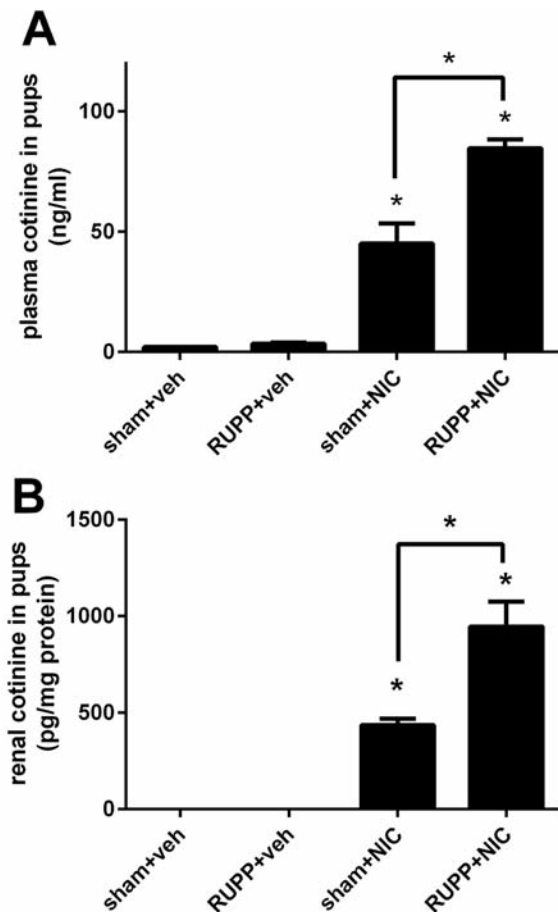 A
plasma cotinine in pups
(ng/ml)
100
50
0
*
*
*
sham+veh
RUPP+veh
sham+NIC
RUPP+NIC
B
renal cotinine in pups
(pg/mg protein)
1500
1000
500
0
*
*
*
sham+veh
RUPP+veh
sham+NIC
RUPP+NIC